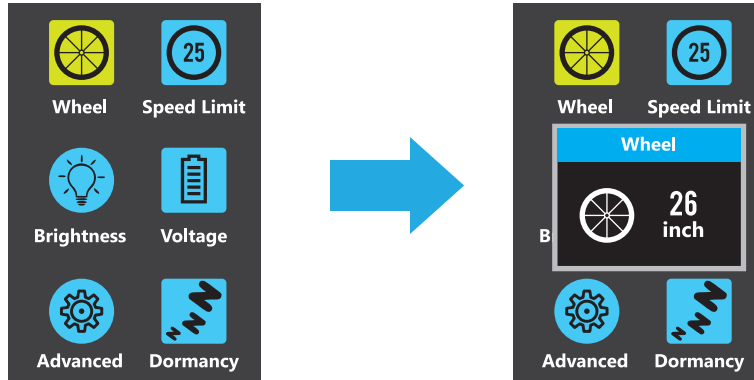 25
Wheel Speed Limit
Brightness Voltage
Advanced Dormancy
25
Wheel Speed Limit
Wheel
26
inch
B
Advanced Dormancy